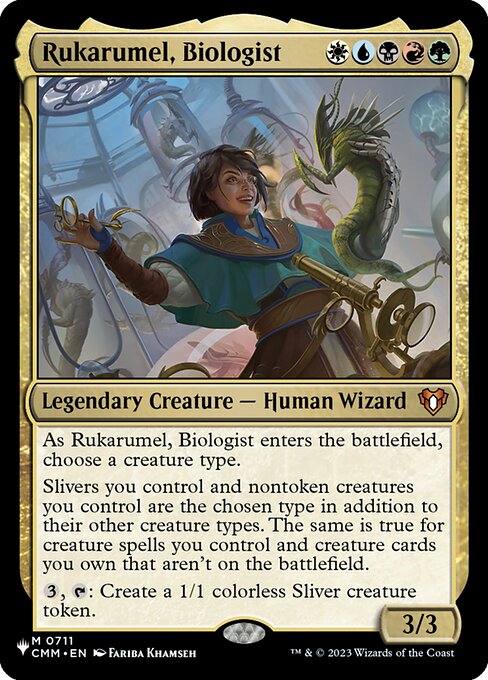 Rukarumel, Biologist
Legendary Creature — Human Wizard
As Rukarumel, Biologist enters the battlefield,
choose a creature type.
Slivers you control and nontoken creatures
you control are the chosen type in addition to
their other creature types. The same is true for
creature spells you control and creature cards
you own that aren't on the battlefield.
3, : Create a 1/1 colorless Sliver creature
token.
3/3
M 0711
CMM • EN Fariba Khamseh
™ & © 2023 Wizards of the Coast